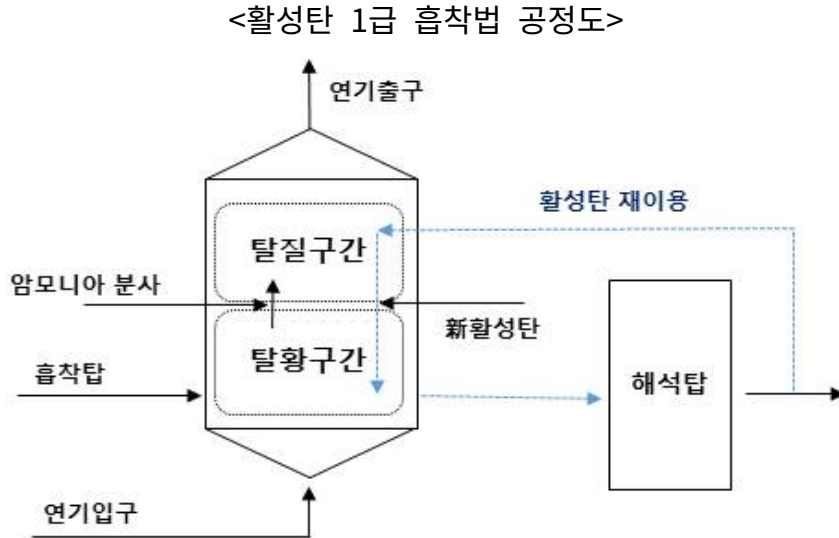 <활성탄 1급 흡착법 공정도>
연기출구
활성탄 재이용
탈질구간
암모니아 분사
新활성탄
탈황구간
흡착탑
해석탑
연기입구